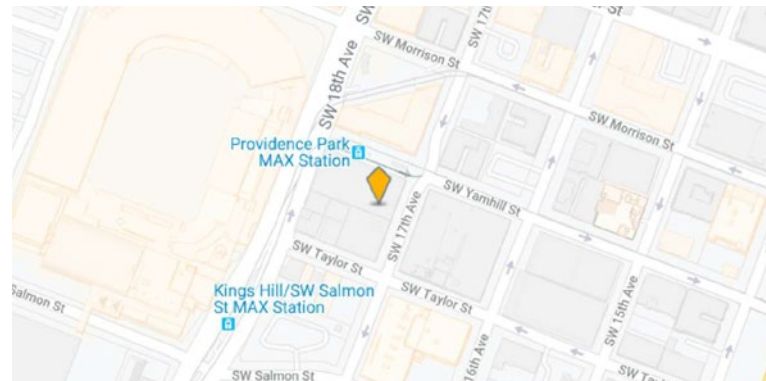 SW 18th Ave
SW Morrison St
SW 17th
SW Morrison St
Providence Park
MAX Station
SW Yamhill St
SW 17th Ave
SW Taylor St
Kings Hill/SW Salmon
St MAX Station
Salmon St
SW Taylor St
SW 15th Ave
16th Ave
SW Salmon St
SW